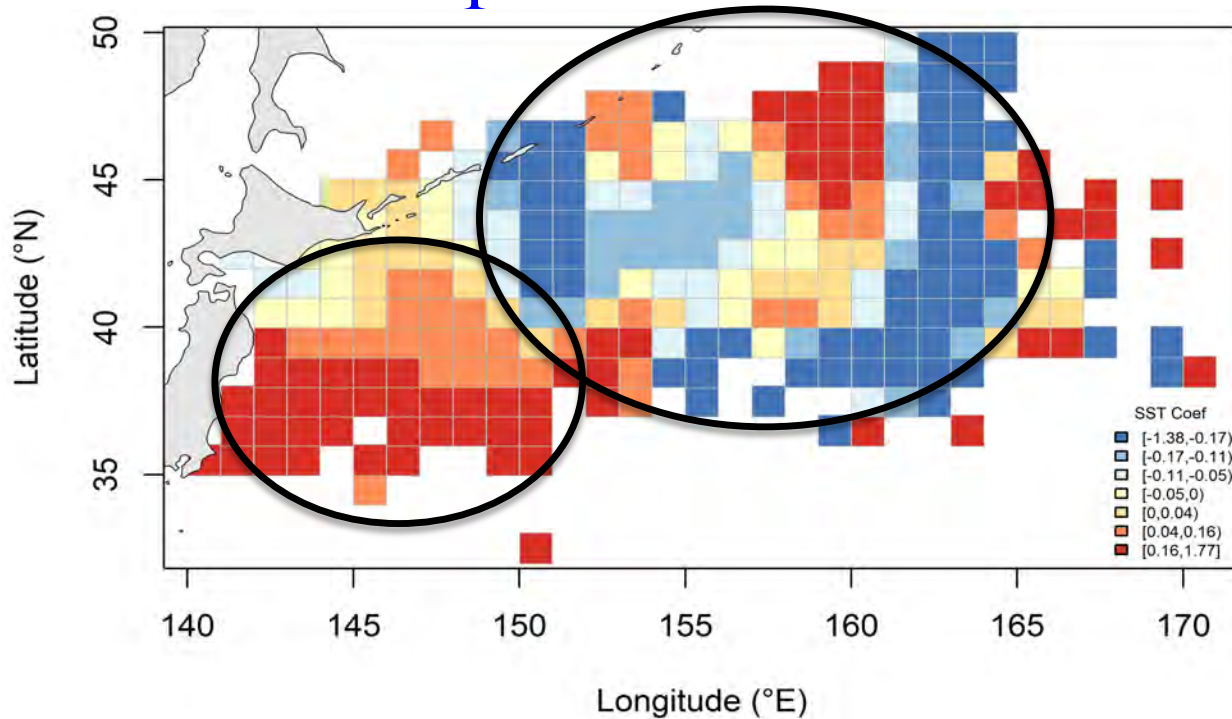 50
45
40
35
Latitude (°N)
SST Coef
[-1.38,-0.17)
[-0.17,-0.11)
[-0.11,-0.05)
[-0.05,0)
[0,0.04)
[0.04,0.16)
[0.16,1.77]
140 145 150 155 160 165 170
Longitude (°E)